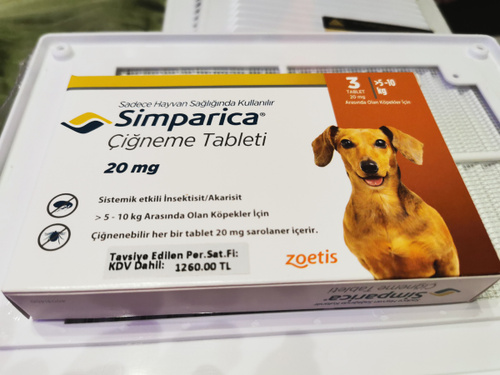 Sadece Hayvan Sağlığında Kullanılır
Simparica®
Çiğneme Tableti
20 mg
3
TABLET
20 mg
>5 -10
kg
Arasında Olan Köpekler İçin
Sistemik etkili İnsektisit/Akarisit
> 5 - 10 kg Arasında Olan Köpekler İçin
Çiğnenebilir her bir tablet 20 mg sarolaner içerir.
Tavsiye Edilen Per.Sat.Fi:
KDV Dahil: 1260.00 TL
zoetis
Simparica®
Çiğneme Tableti